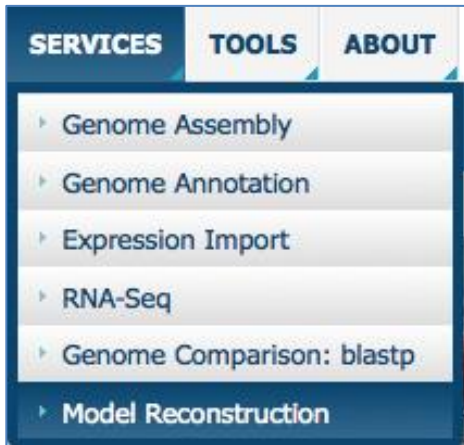 SERVICES TOOLS ABOUT
Genome Assembly
Genome Annotation
Expression Import
RNA-Seq
Genome Comparison: blastp
Model Reconstruction